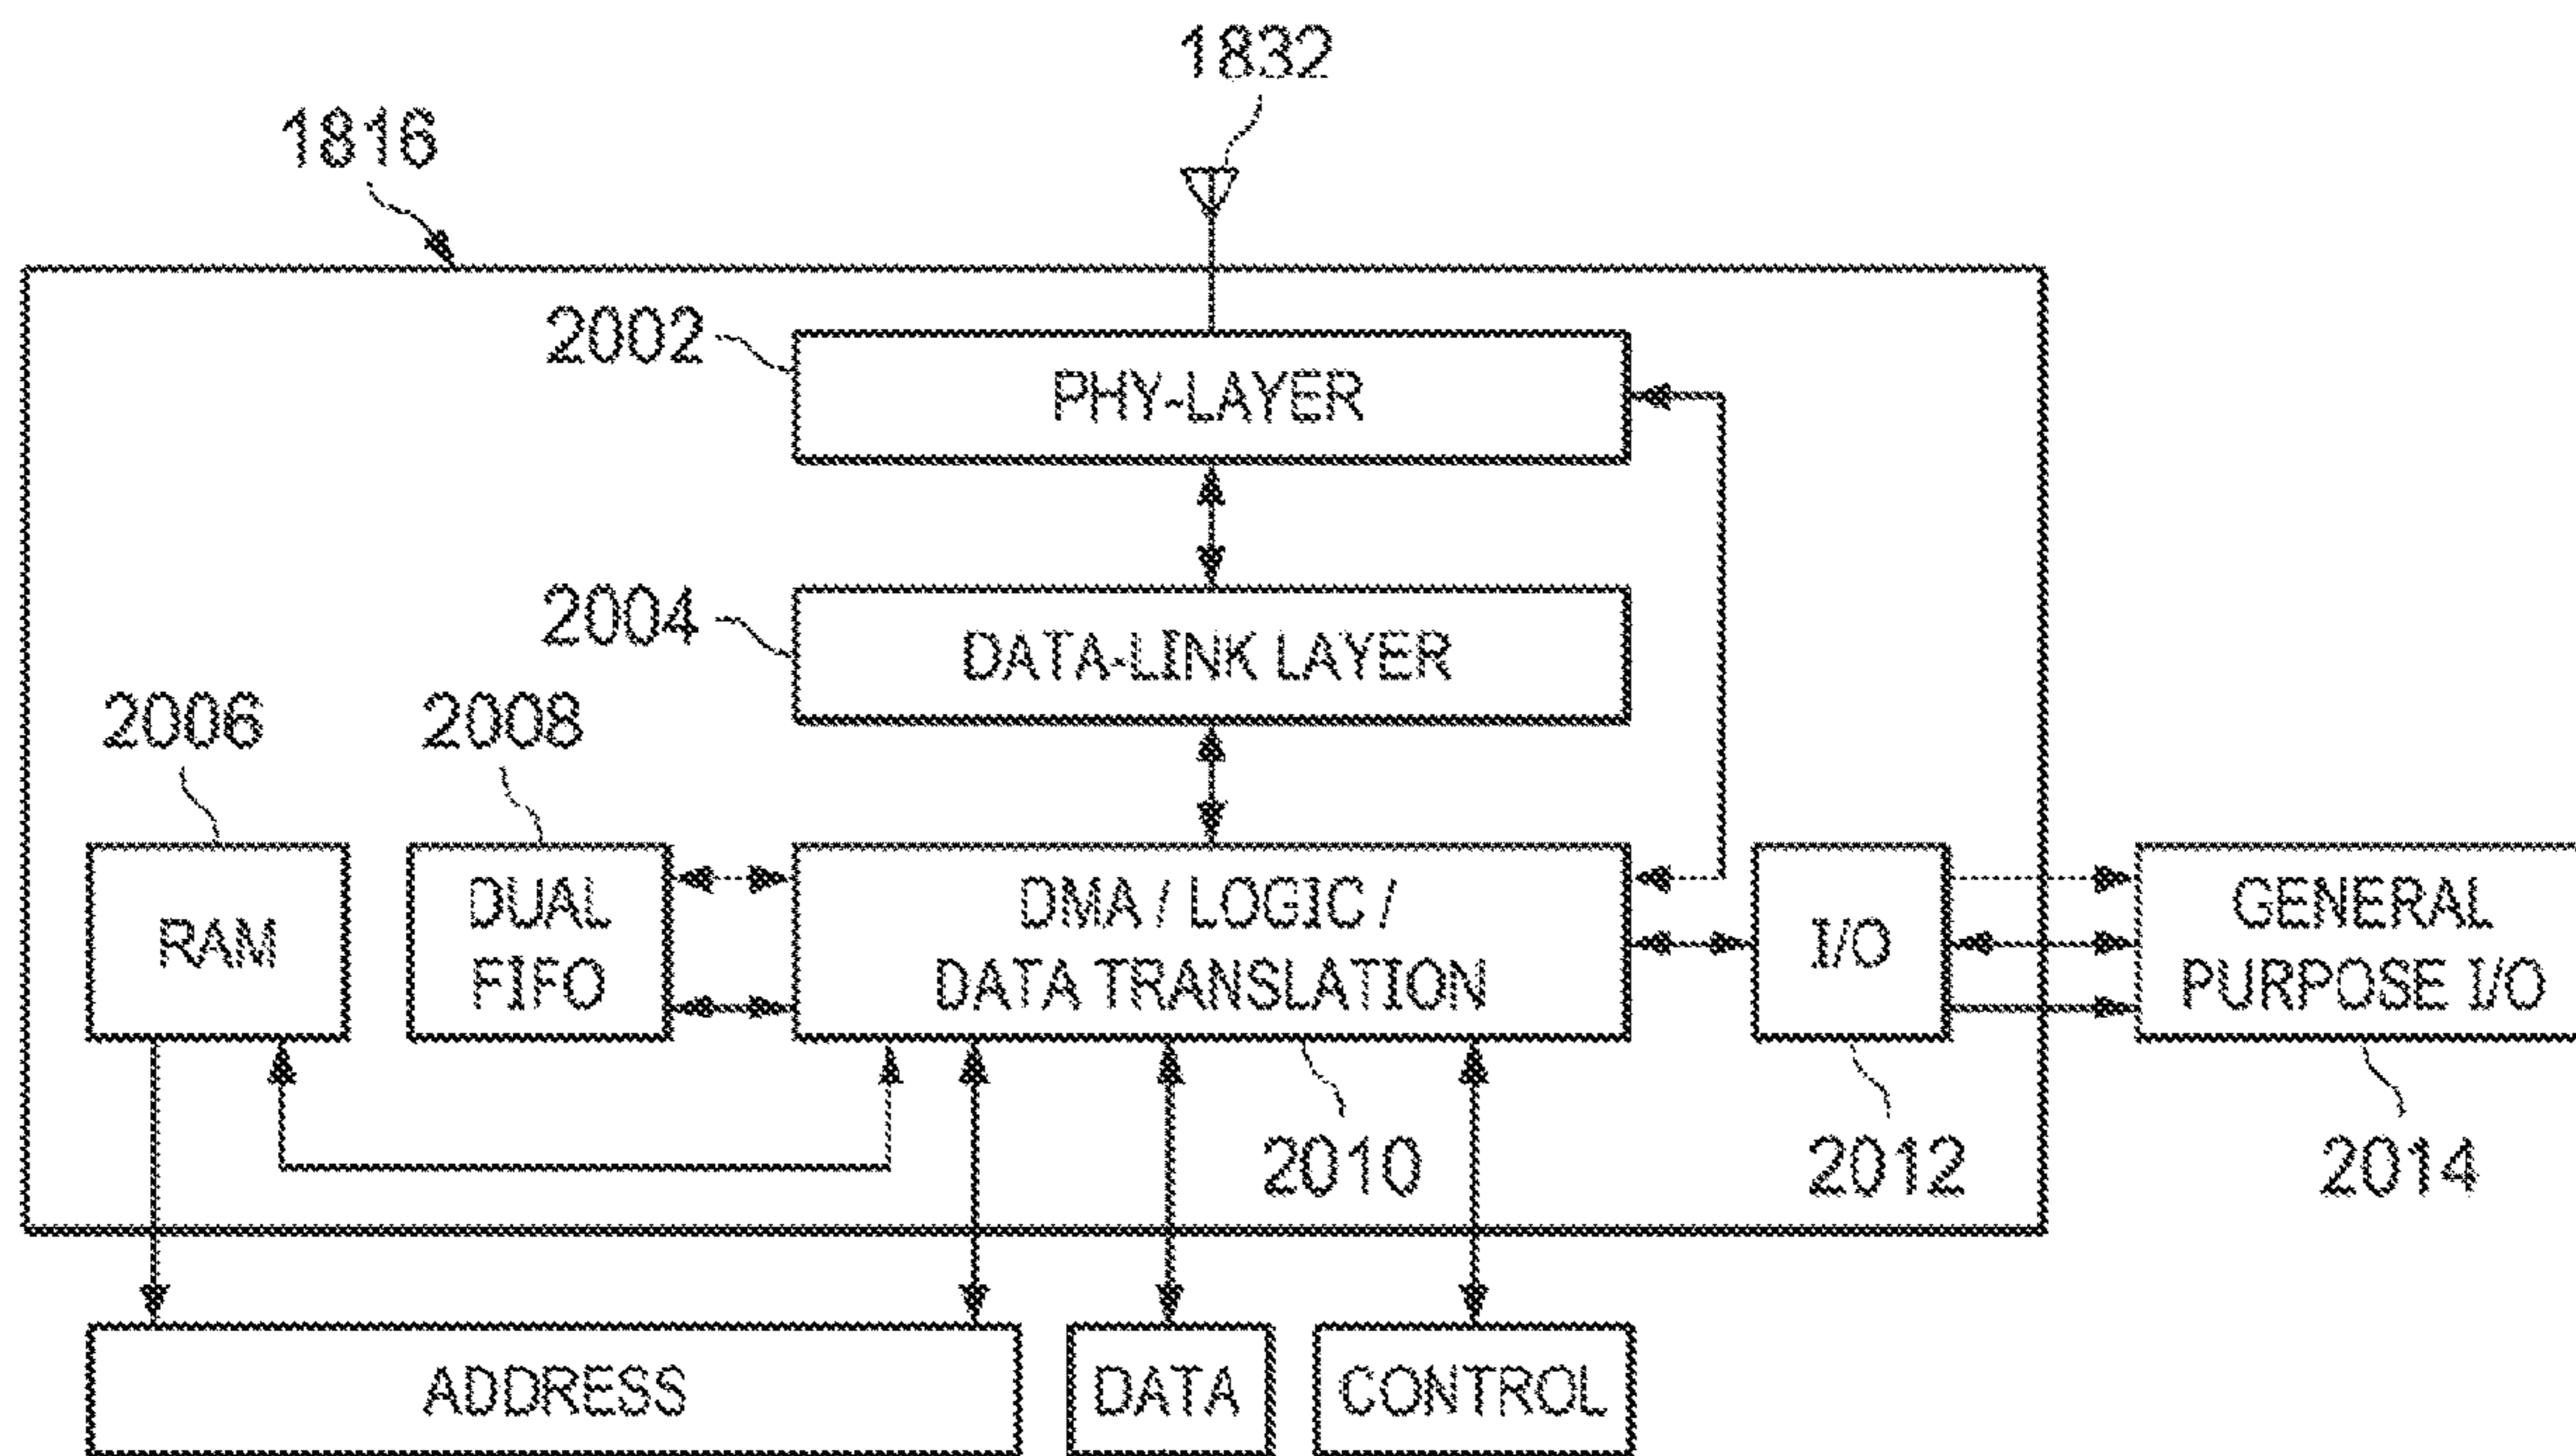 1832
1816
2002
PHY-LAYER
2004
DATA-LINK LAYER
2006
2008
RAM
DUAL
FIFO
DMA / LOGIC /
DATA TRANSLATION
I/O
GENERAL
PURPOSE I/O
2010
2012
2014
ADDRESS
DATA
CONTROL